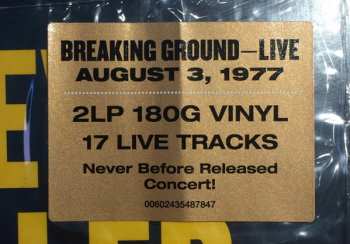 BREAKING GROUND—LIVE
AUGUST 3, 1977
2LP 180G VINYL
17 LIVE TRACKS
Never Before Released
Concert!
00602435487847